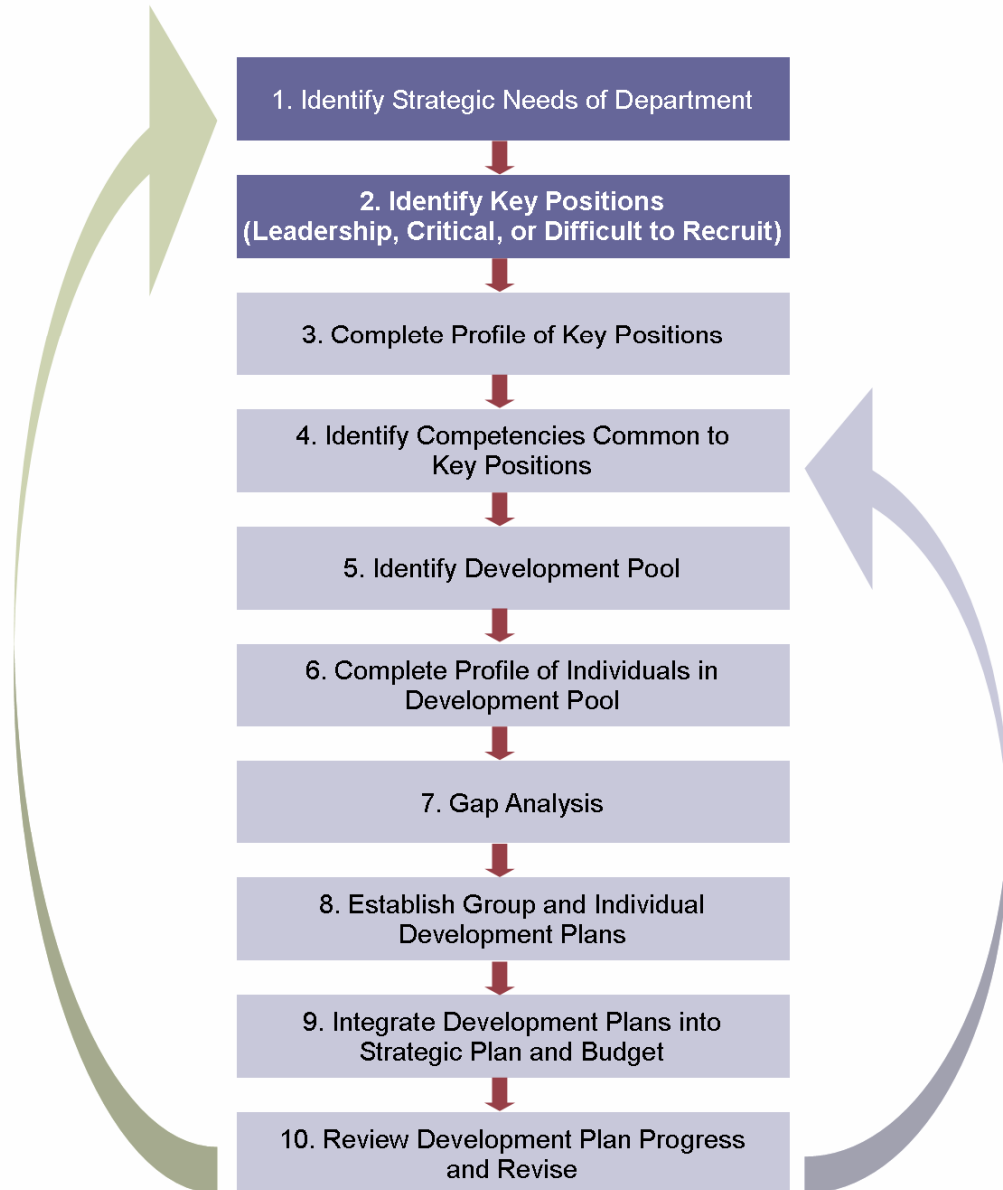 1. Identify Strategic Needs of Department
2. Identify Key Positions
(Leadership, Critical, or Difficult to Recruit)
3. Complete Profile of Key Positions
4. Identify Competencies Common to
Key Positions
5. Identify Development Pool
6. Complete Profile of Individuals in
Development Pool
7. Gap Analysis
8. Establish Group and Individual
Development Plans
9. Integrate Development Plans into
Strategic Plan and Budget
10. Review Development Plan Progress
and Revise